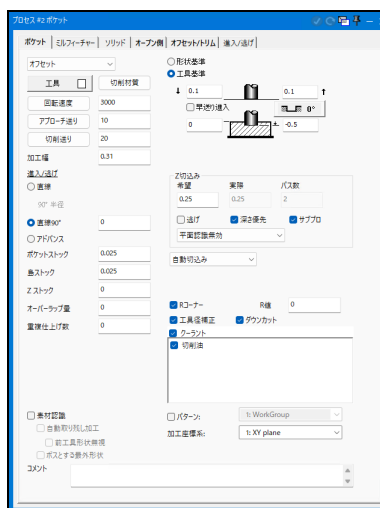 プロセス #2 ポケット
ポケット ミルフィーチャー ソリッド オープン側 オフセット/トリム 進入/逃げ
オフセット
形状基準
工具基準
工具
切削材質
0.1
0.1
回転速度
3000
早送り進入
0°
アプローチ送り
10
0
-0.5
切削送り
20
加工幅
0.31
進入/逃げ
直線
90° 半径
直線90°
0
アドバンス
ポケットストック
0.025
島ストック
0.025
Z ストック
0
オーバーラップ量
0
重複仕上げ数
0
Z切込み
希望
実際
パス数
0.25
0.25
2
逃げ
深さ優先
サブプロ
平面認識無効
自動切込み
Rコーナー
R値
0
工具径補正
ダウンカット
クーラント
切削油
素材認識
自動取り残し加工
前工具形状無視
ボスとする最外形状
パターン:
1: WorkGroup
加工座標系:
1: XY plane
コメント